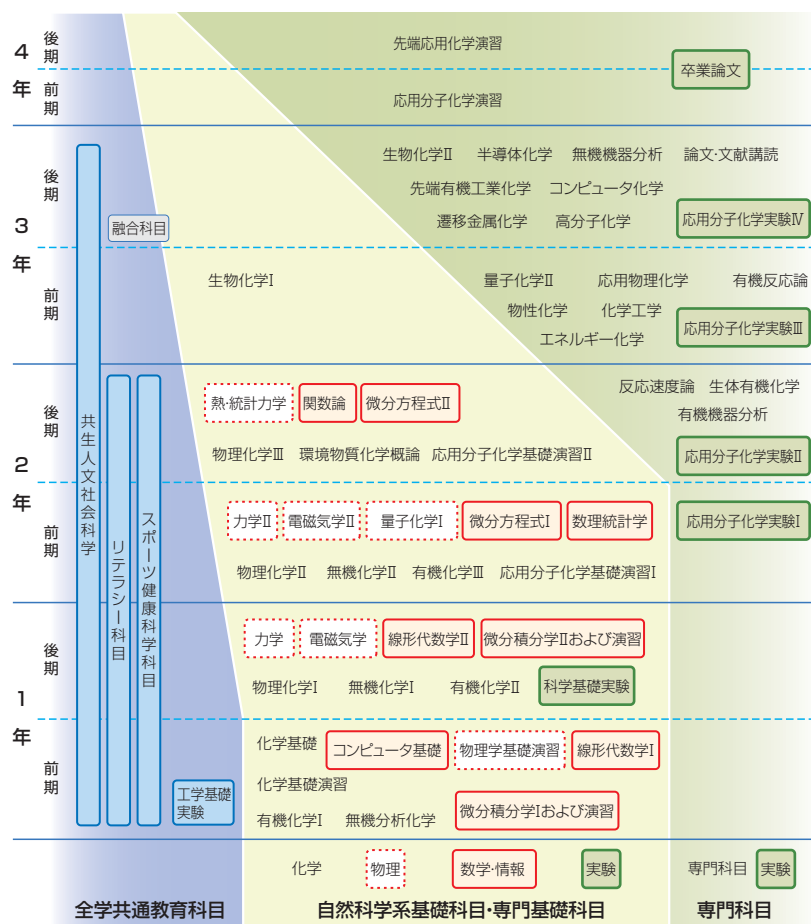 4年
後期
先端応用化学演習
卒業論文
前期
応用分子化学演習
3年
後期
生物化学Ⅱ 半導体化学 無機機器分析 論文・文献講読
先端有機工業化学 コンピュータ化学
融合科目
遷移金属化学 高分子化学 応用分子化学実験Ⅳ
前期
生物化学Ⅰ 量子化学Ⅱ 応用物理化学 有機反応論
物性化学 化学工学 応用分子化学実験Ⅲ
エネルギー化学
共生人文社会科学
リテラシー科目
スポーツ健康科学科目
2年
後期
反応速度論 生体有機化学
熱・統計力学 関数論 微分方程式Ⅱ
有機機器分析
物理化学Ⅲ 環境物質化学概論 応用分子化学基礎演習Ⅱ 応用分子化学実験Ⅱ
前期
力学Ⅱ 電磁気学Ⅱ 量子化学Ⅰ 微分方程式Ⅰ 数理統計学 応用分子化学実験Ⅰ
物理化学Ⅱ 無機化学Ⅱ 有機化学Ⅲ 応用分子化学基礎演習Ⅰ
1年
後期
力学 電磁気学 線形代数学Ⅱ 微分積分学Ⅱおよび演習
物理化学Ⅰ 無機化学Ⅰ 有機化学Ⅱ 科学基礎実験
前期
化学基礎 コンピュータ基礎 物理学基礎演習 線形代数学Ⅰ
化学基礎演習
工学基礎
実験
有機化学Ⅰ 無機分析化学 微分積分学Ⅰおよび演習
化学 物理 数学・情報 実験 専門科目 実験
全学共通教育科目 自然科学系基礎科目・専門基礎科目 専門科目